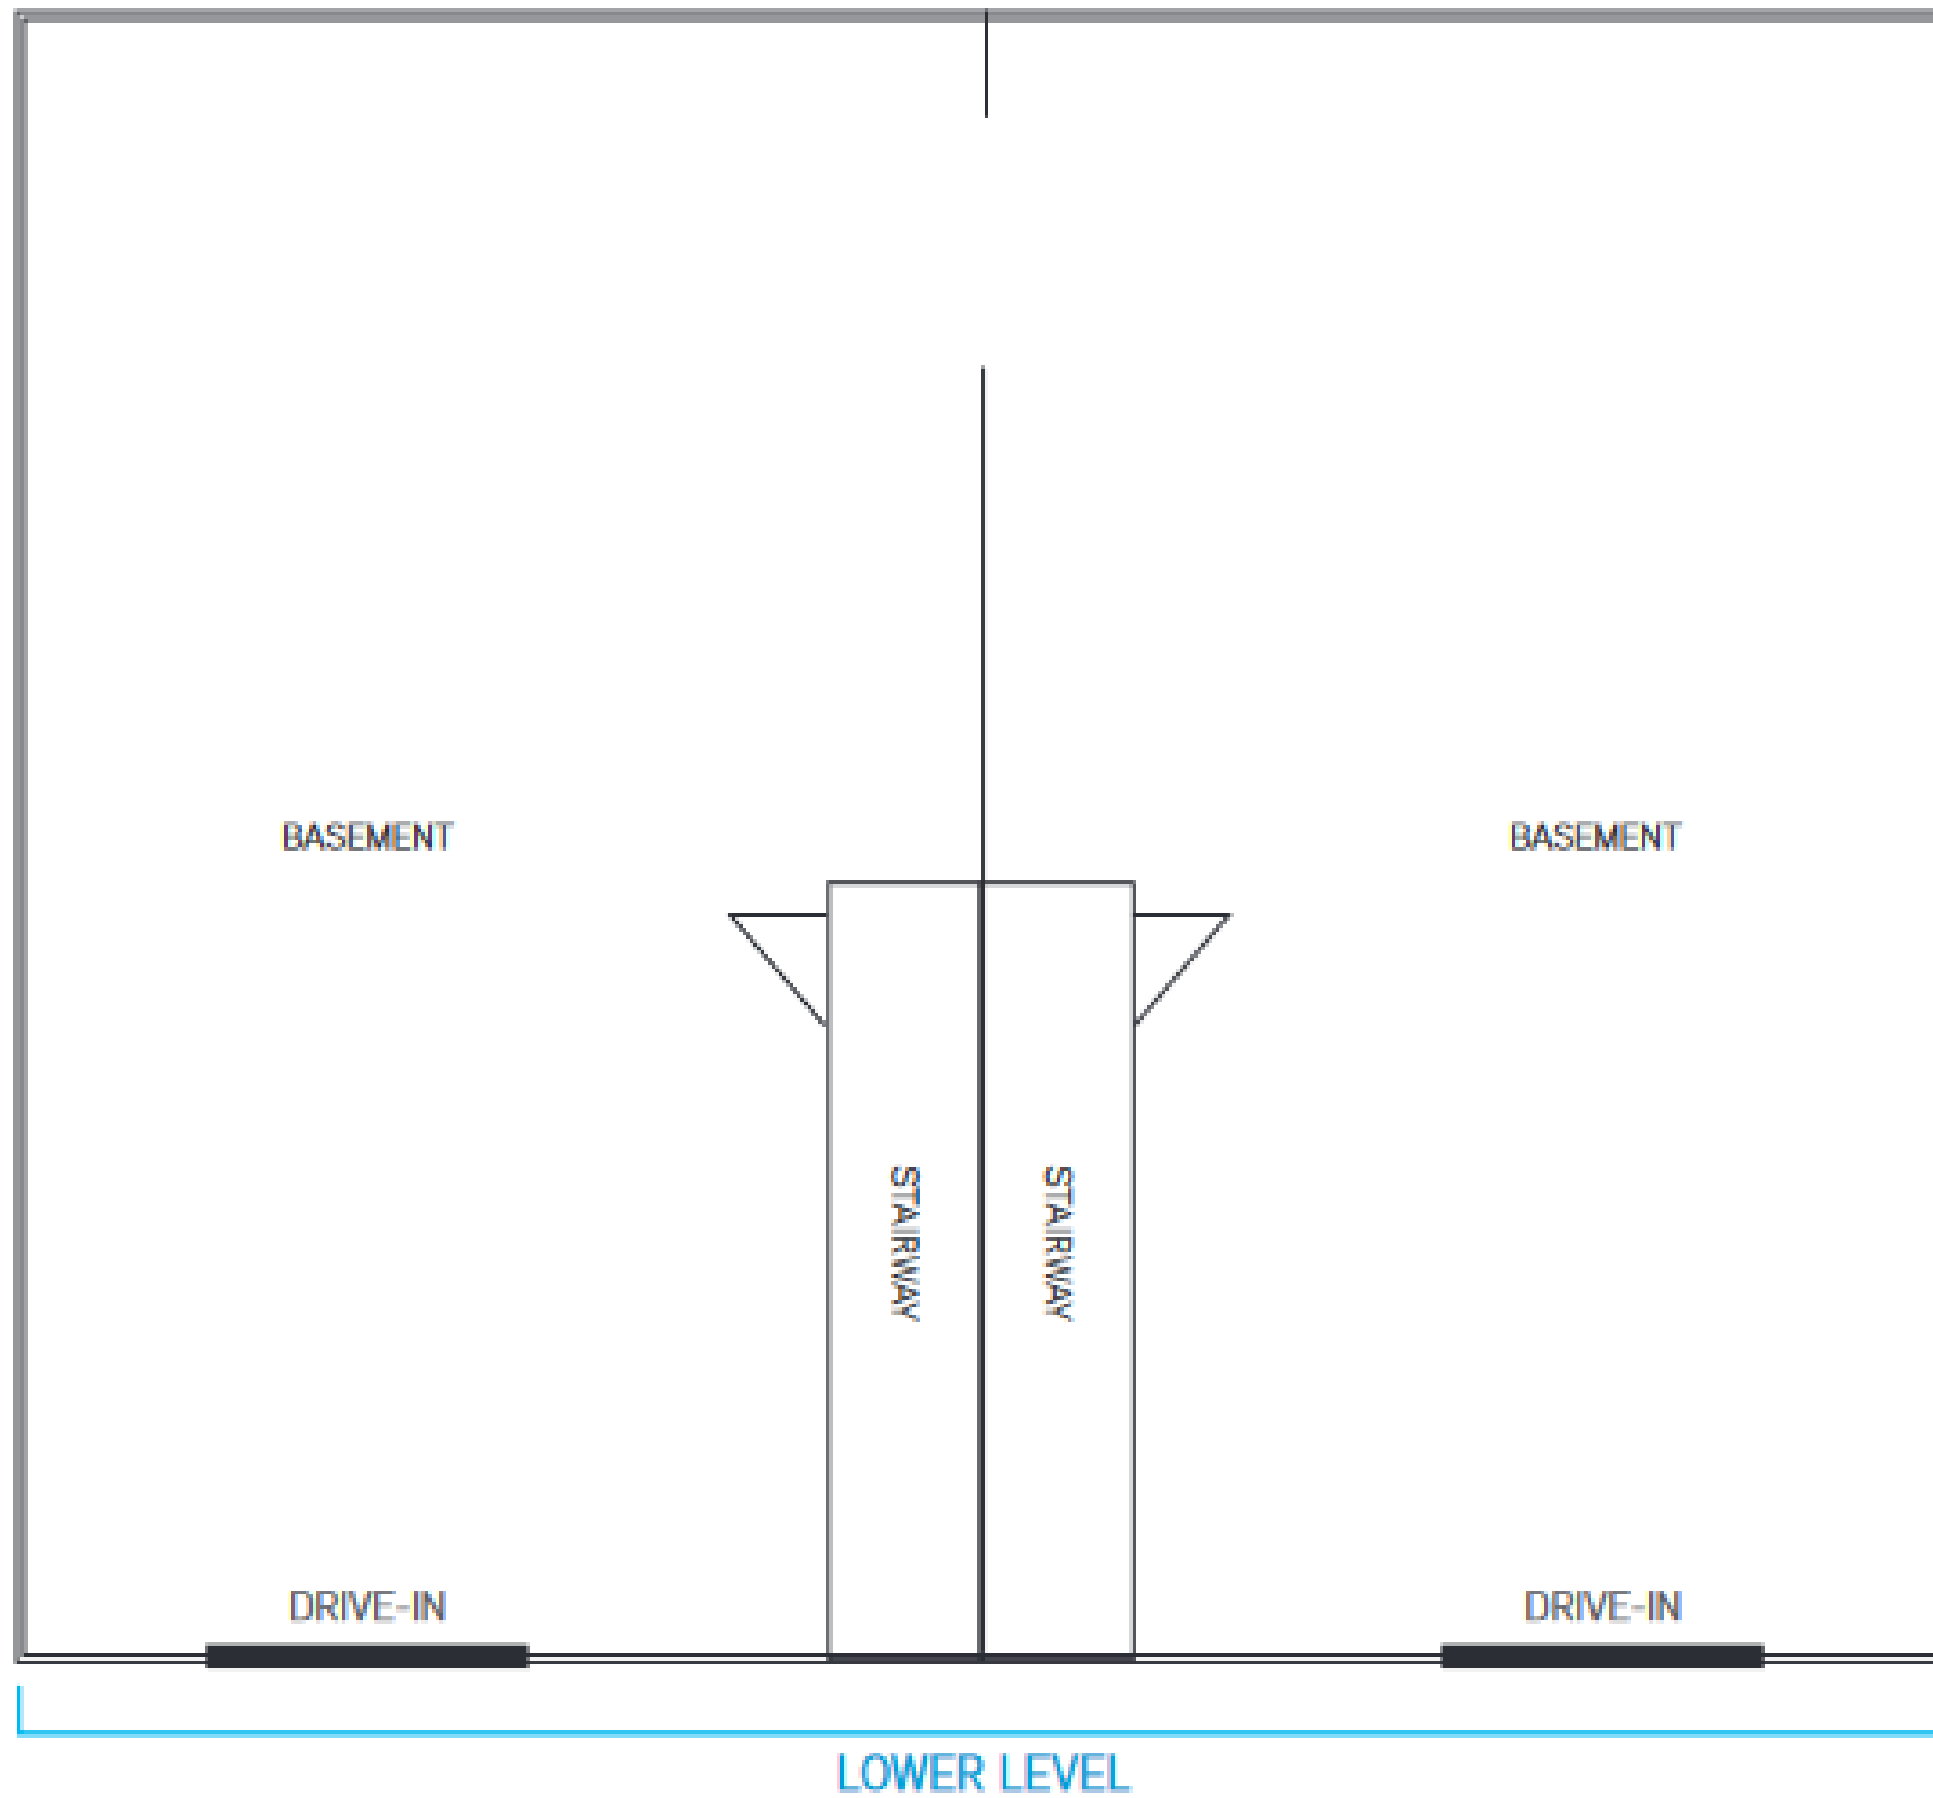 BASEMENT
BASEMENT
STAIRWAY
STAIRWAY
DRIVE-IN
DRIVE-IN
LOWER LEVEL